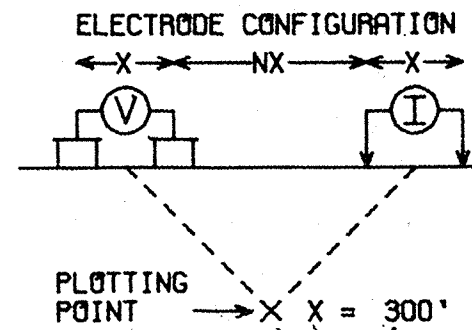 ELECTRODE CONFIGURATION
X NX X
V I
PLOTTING
POINT X X = 300'